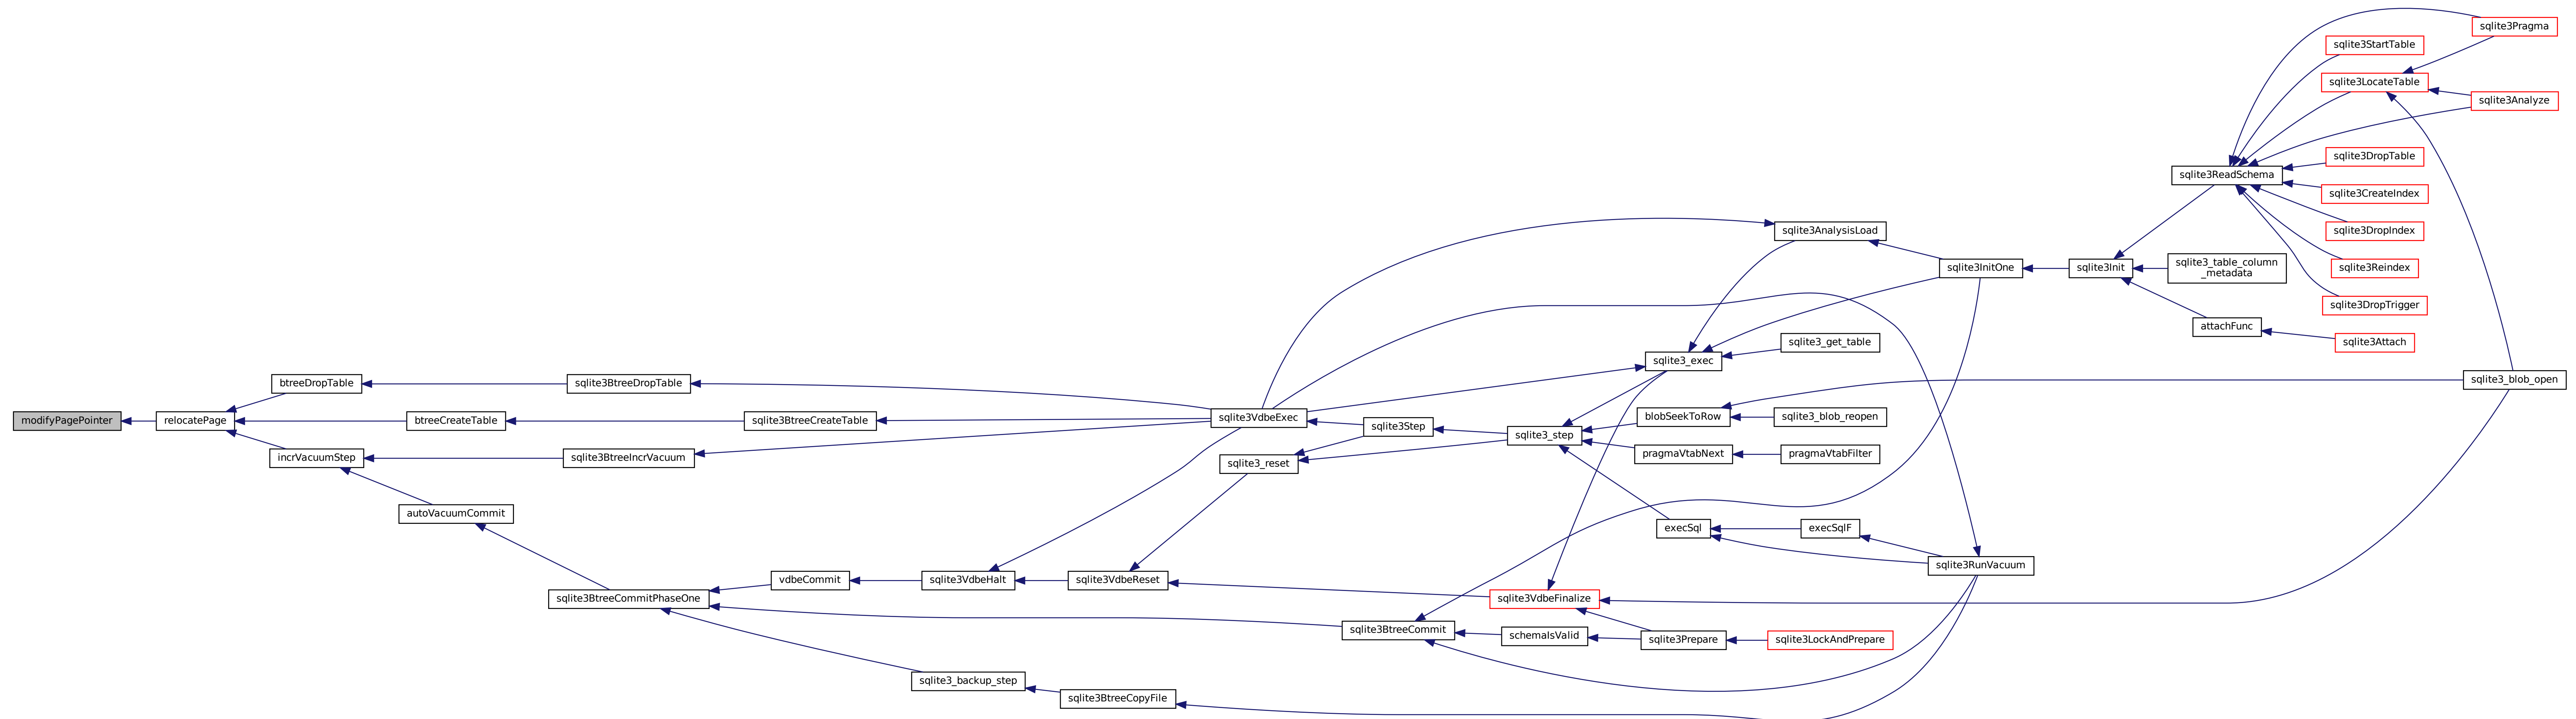 sqlite3Pragma
sqlite3StartTable
sqlite3LocateTable
sqlite3Analyze
sqlite3DropTable
sqlite3ReadSchema
sqlite3CreateIndex
sqlite3DropIndex
sqlite3AnalysisLoad
sqlite3InitOne
sqlite3Init
sqlite3_table_column
_metadata
sqlite3Reindex
sqlite3DropTrigger
attachFunc
sqlite3Attach
sqlite3_get_table
sqlite3_exec
sqlite3_blob_open
btreeDropTable
sqlite3BtreeDropTable
modifyPagePointer
relocatePage
btreeCreateTable
sqlite3BtreeCreateTable
sqlite3VdbeExec
sqlite3Step
sqlite3_step
blobSeekToRow
sqlite3_blob_reopen
incrVacuumStep
sqlite3BtreeIncrVacuum
sqlite3_reset
pragmaVtabNext
pragmaVtabFilter
autoVacuumCommit
execSql
execSqlF
sqlite3RunVacuum
vdbeCommit
sqlite3VdbeHalt
sqlite3VdbeReset
sqlite3BtreeCommitPhaseOne
sqlite3VdbeFinalize
sqlite3BtreeCommit
schemaIsValid
sqlite3Prepare
sqlite3LockAndPrepare
sqlite3_backup_step
sqlite3BtreeCopyFile